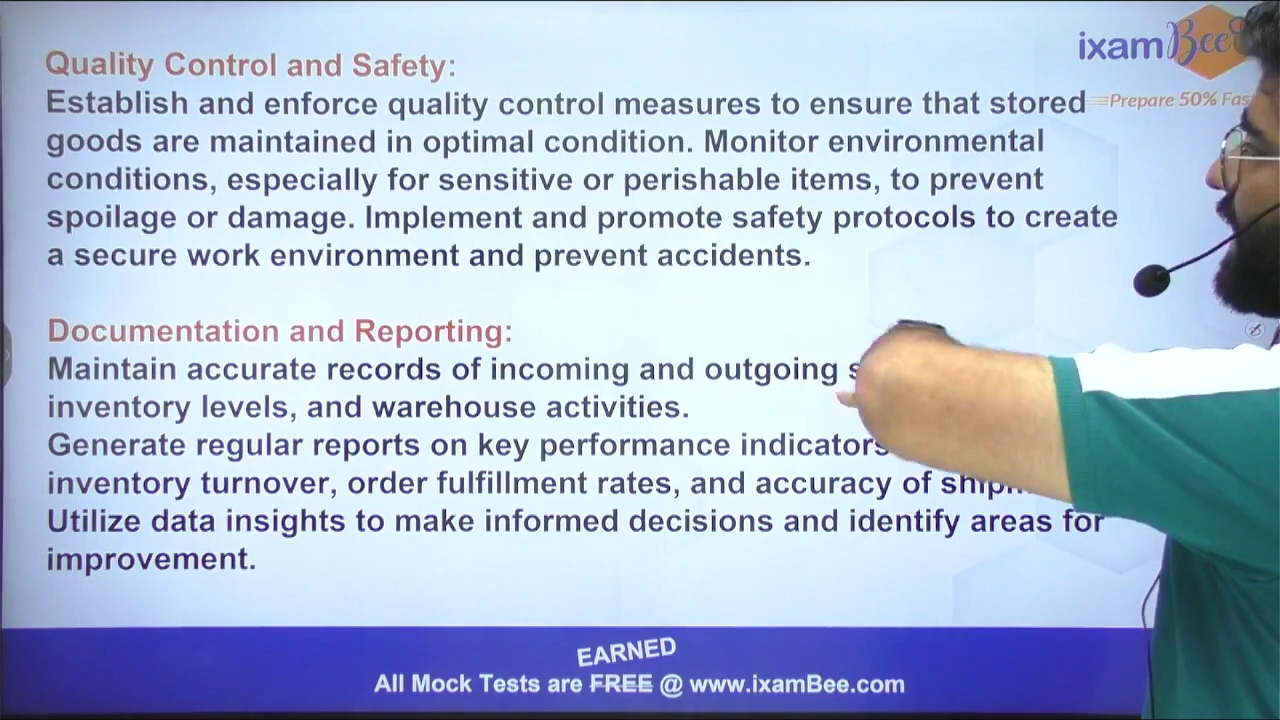 ixamBee
Prepare 50% Fas
Quality Control and Safety:
Establish and enforce quality control measures to ensure that stored
goods are maintained in optimal condition. Monitor environmental
conditions, especially for sensitive or perishable items, to prevent
spoilage or damage. Implement and promote safety protocols to create
a secure work environment and prevent accidents.
Documentation and Reporting:
Maintain accurate records of incoming and outgoing
inventory levels, and warehouse activities.
Generate regular reports on key performance indicators
inventory turnover, order fulfillment rates, and accuracy of
Utilize data insights to make informed decisions and identify areas for
improvement.
EARNED
All Mock Tests are FREE @ www.ixamBee.com